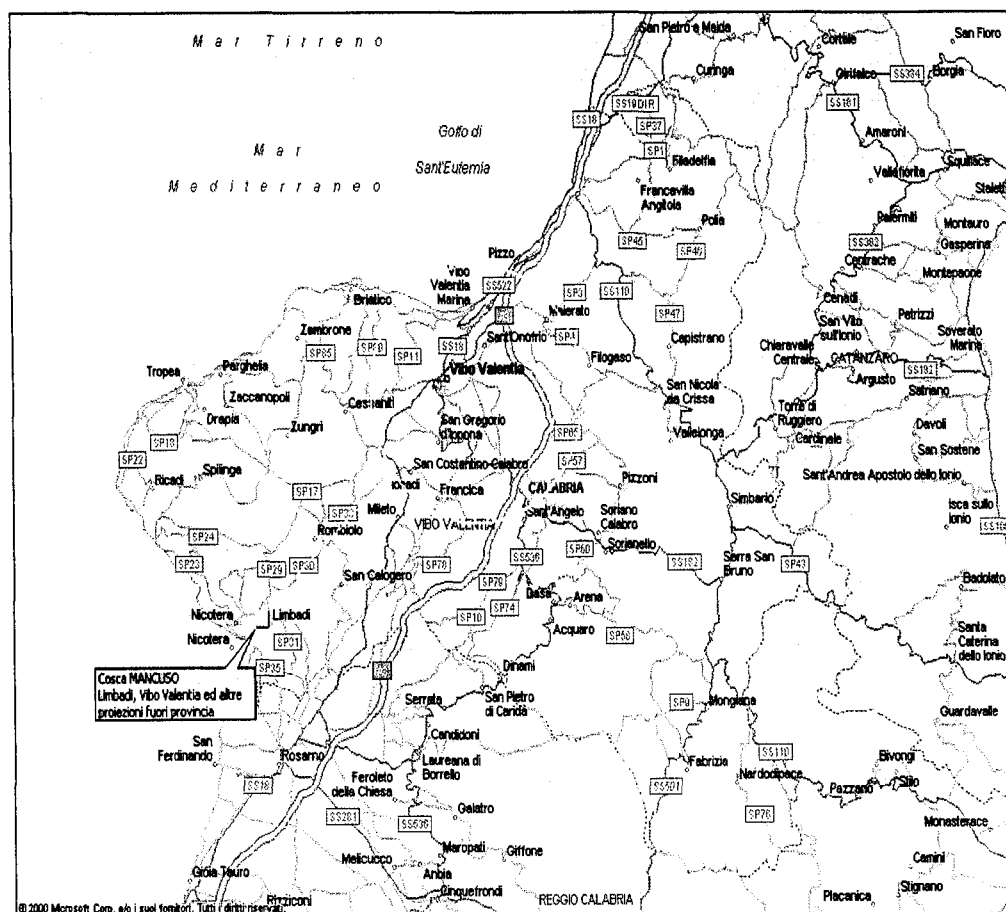 Mar Tirreno
San Pietro a Maida
Cortale
San Floro
Curinga
Girifalco
SS384
Borgia
SS19DIR
SS18
SS181
SP37
Goffo di
Sant'Eufemia
Amaroni
Mar
Mediterraneo
SP1
Filadelfia
Squillace
Vallefiorita
Staletti
Francavilla
Angitola
Polia
Palermiti
Montauro
SP45
SP46
SS382
Gasperina
Pizzo
Centrache
Montepaone
Vibo
Valentia
Marina
SS522
SP3
SS110
Briatico
Maierato
SP47
Cenadi
Petrizzi
San Vito
sull'Ionio
Zambrone
SS18
Sant'Onofrio
SP4
Capistrano
Soverato
Marina
SP65
SP11
Filogaso
Chiaravalle
Centrale
CATANZARO
SS182
Parghelia
Tropea
Vibo Valentia
Argusto
Satriano
Zaccanopoli
Cessaniti
San Nicola
da Crissa
Torre di
Ruggiero
Drapia
San Gregorio
d'Ippona
Davoli
Zungri
SP65
Vallelonga
Cardinale
San Sostene
SP22
San Costantino Calabro
SP57
Spilinga
Ricadi
Ionadi
Francica
CALABRIA
Pizzoni
Sant'Andrea Apostolo dello Ionio
SP17
Simbario
Mileto
Sant'Angelo
Soriano
Calabro
Isca sullo
Ionio
Rombiolo
VIBO VALENTIA
SP24
Sorianello
SP23
SP29
SP30
SP78
SS536
SP60
SS182
Serra San
Bruno
SP43
San Calogero
SP79
Badolato
Dasà
Arena
SP74
SP10
Nicotera
Limbadi
Acquaro
SP58
Santa
Caterina
dello Ionio
Nicotera
SP31
SP35
Dinami
Cosca MANCUSO
Limbadi, Vibo Valentia ed altre
proiezioni fuori provincia
Serrata
San Pietro
di Caridà
SP9
Mongiana
Guardavalle
Candidoni
San
Ferdinando
Rosarno
Laureana di
Borrello
SS110
Bivongi
Fabrizia
Nardodipace
Pazzano
Stilo
SS18
Feroleto
della Chiesa
SS501
Galatro
SS281
SS536
SP76
Monasterace
Maropati
Giffone
Melicucco
Camini
Gioia Tauro
Anoia
Rizziconi
Cinquefrondi
Stignano
REGGIO CALABRIA
Placanica
© 2000 Microsoft Corp. e/o i suoi fornitori. Tutti i diritti riservati.